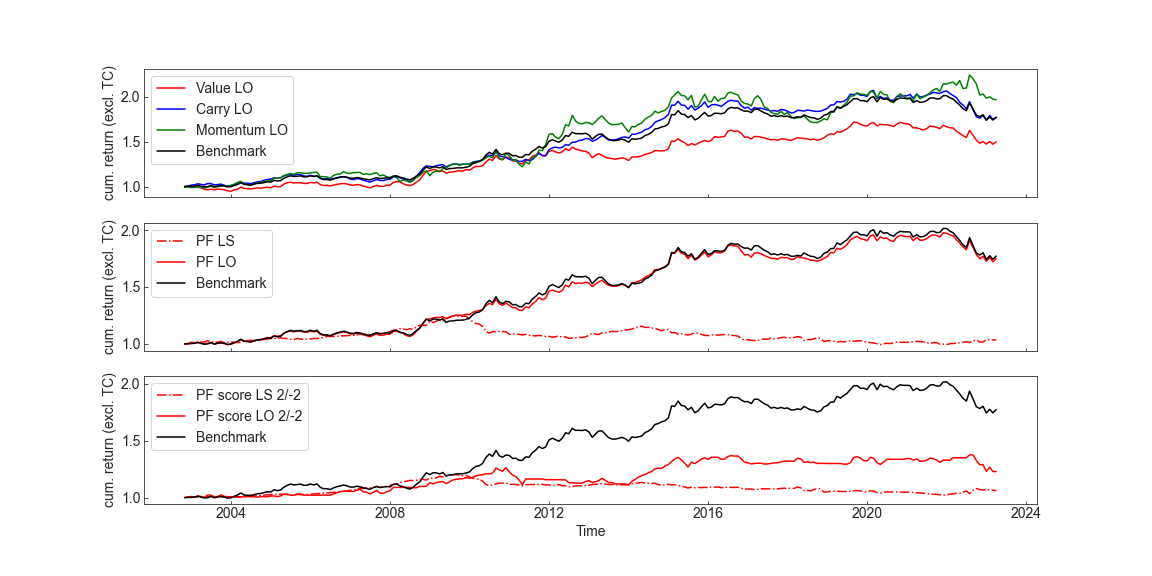 cum. return (excl. TC)
2.0
1.5
1.0
Value LO
Carry LO
Momentum LO
Benchmark
cum. return (excl. TC)
2.0
1.5
1.0
PF LS
PF LO
Benchmark
cum. return (excl. TC)
2.0
1.5
1.0
PF score LS 2/-2
PF score LO 2/-2
Benchmark
2004 2008 2012 2016 2020 2024
Time